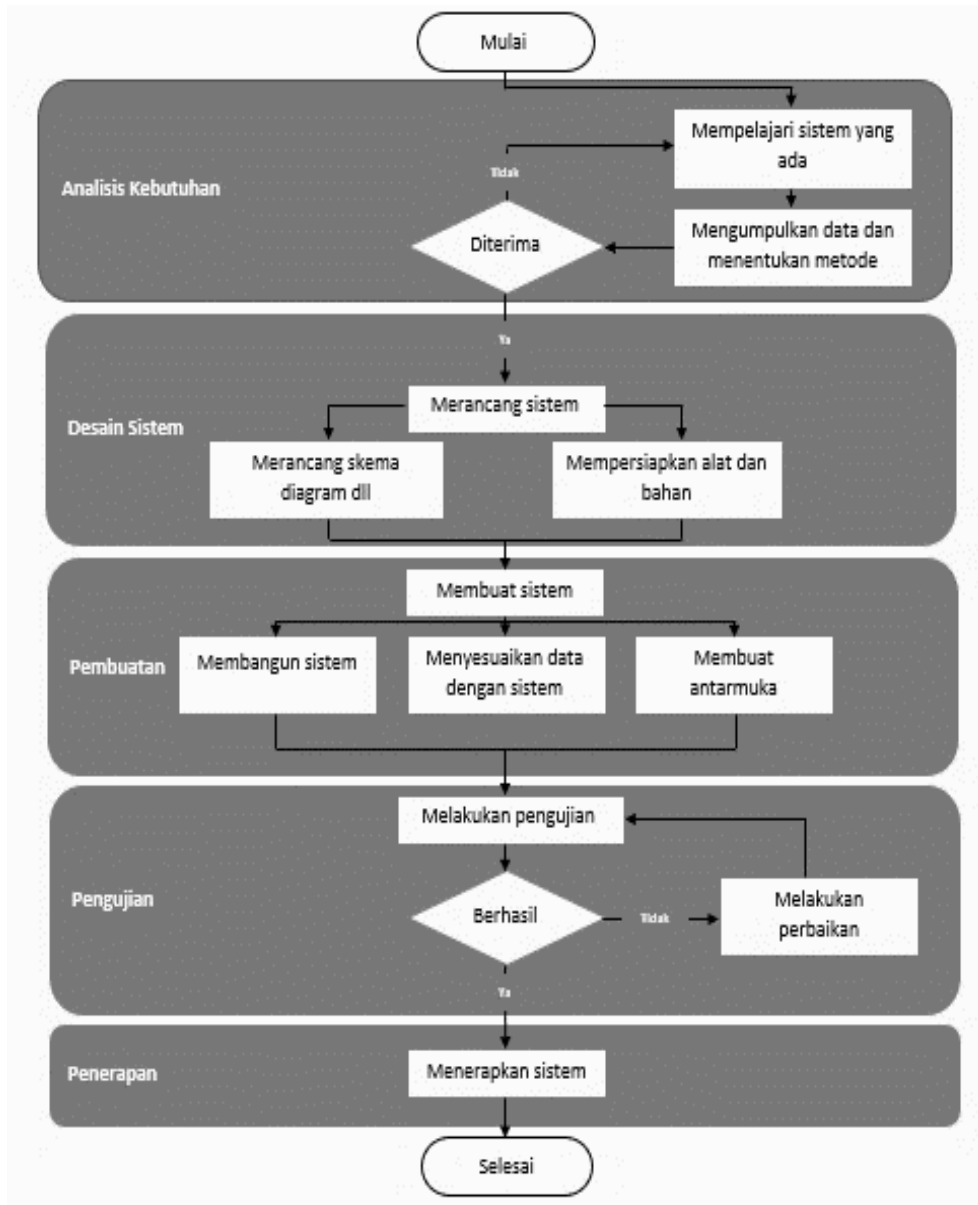 Mulai
Mempelajari sistem yang
ada
Tidak
Analisis Kebutuhan
Diterima
Mengumpulkan data dan
menentukan metode
Ya
Merancang sistem
Desain Sistem
Merancang skema
diagram dll
Mempersiapkan alat dan
bahan
Membuat sistem
Pembuatan
Membangun sistem
Menyesuaikan data
dengan sistem
Membuat
antarmuka
Melakukan pengujian
Pengujian
Berhasil
Tidak
Melakukan
perbaikan
Ya
Penerapan
Menerapkan sistem
Selesai